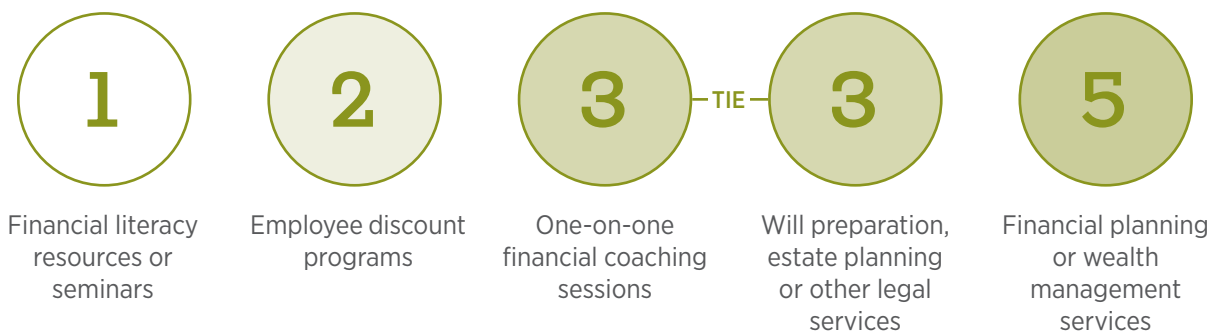 1
2
3
TIE
3
5
Financial literacy
resources or
seminars
Employee discount
programs
One-on-one
financial coaching
sessions
Will preparation,
estate planning
or other legal
services
Financial planning
or wealth
management
services